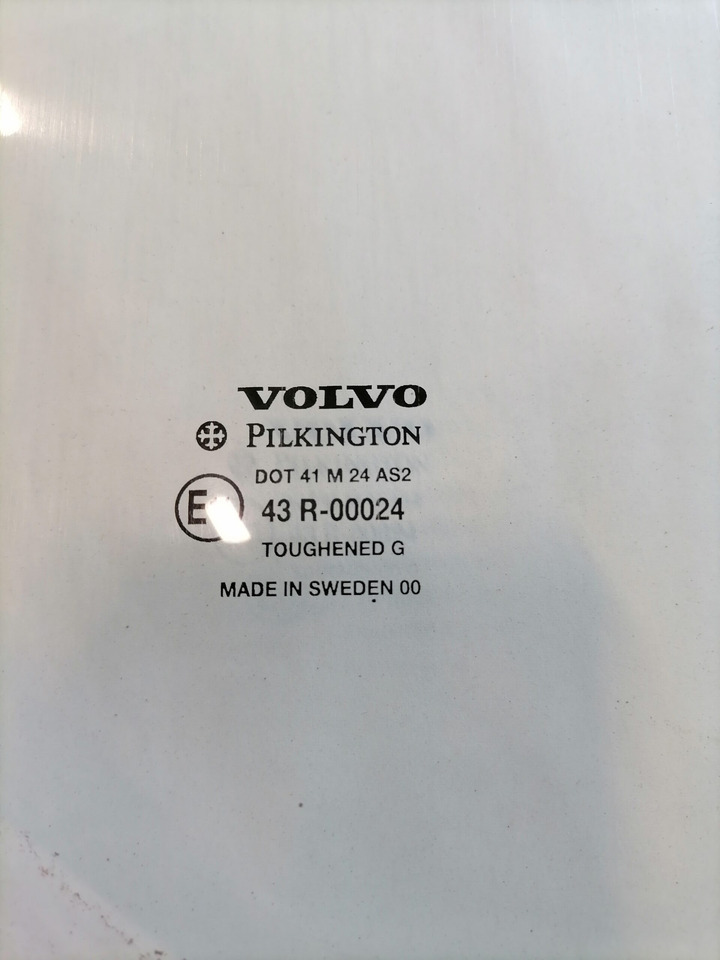 VOLVO
PILKINGTON
DOT 41 M 24 AS2
E 43 R-00024
TOUGHENED G
MADE IN SWEDEN 00